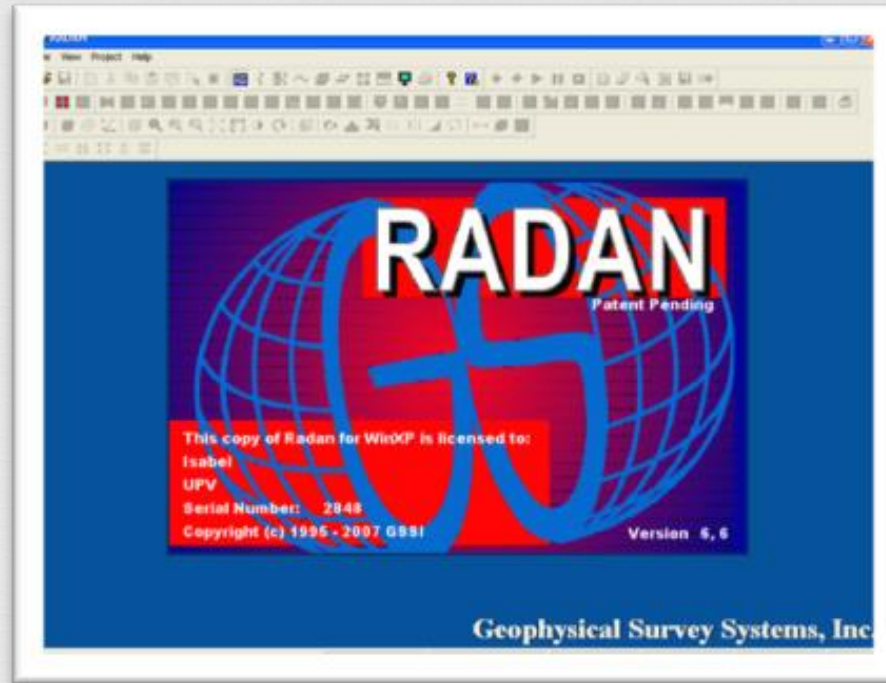 RADAN
View Project Help
RADAN
Patent Pending
This copy of Radan for WinXP is licensed to:
Isabel
UPV
Serial Number: 2848
Copyright (c) 1995 - 2007 GSSI
Version 6,6
Geophysical Survey Systems, Inc.